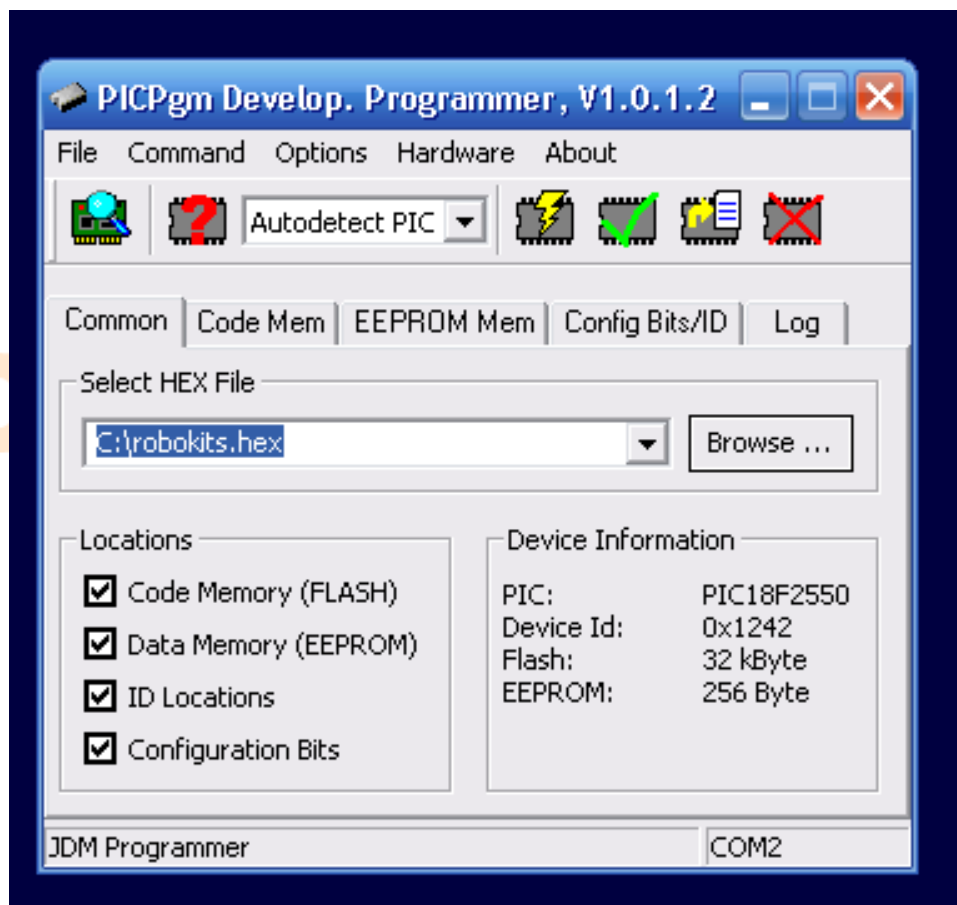 PICPgm Develop. Programmer, V1.0.1.2
File Command Options Hardware About
Autodetect PIC
Common Code Mem EEPROM Mem Config Bits/ID Log
Select HEX File
C:\robokits.hex Browse ...
Locations
Code Memory (FLASH)
Data Memory (EEPROM)
ID Locations
Configuration Bits
Device Information
PIC: PIC18F2550
Device Id: 0x1242
Flash: 32 kByte
EEPROM: 256 Byte
JDM Programmer COM2